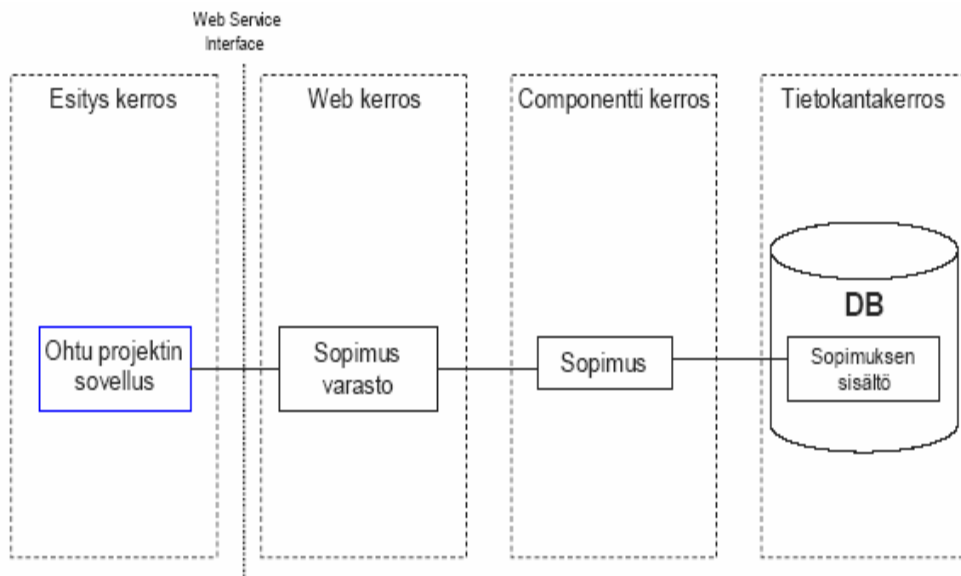 Web Service
Interface
Esitys kerros
Web kerros
Componentti kerros
Tietokantakerros
DB
Ohtu projektin
sovellus
Sopimus
varasto
Sopimus
Sopimuksen
sisältö